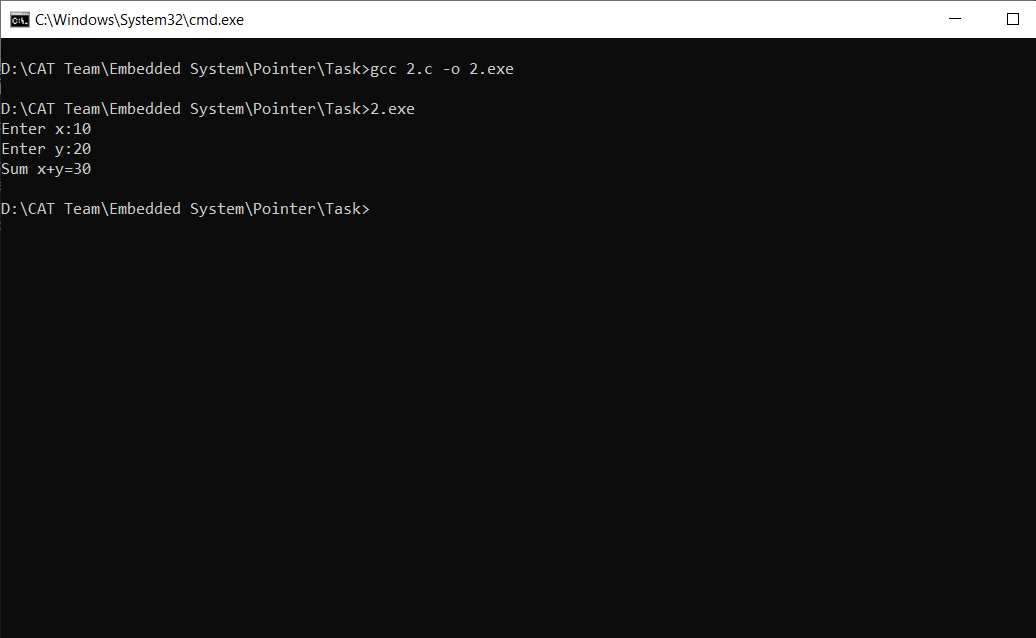 C:\Windows\System32\cmd.exe
D:\CAT Team\Embedded System\Pointer\Task>gcc 2.c -o 2.exe
D:\CAT Team\Embedded System\Pointer\Task>2.exe
Enter x:10
Enter y:20
Sum x+y=30
D:\CAT Team\Embedded System\Pointer\Task>